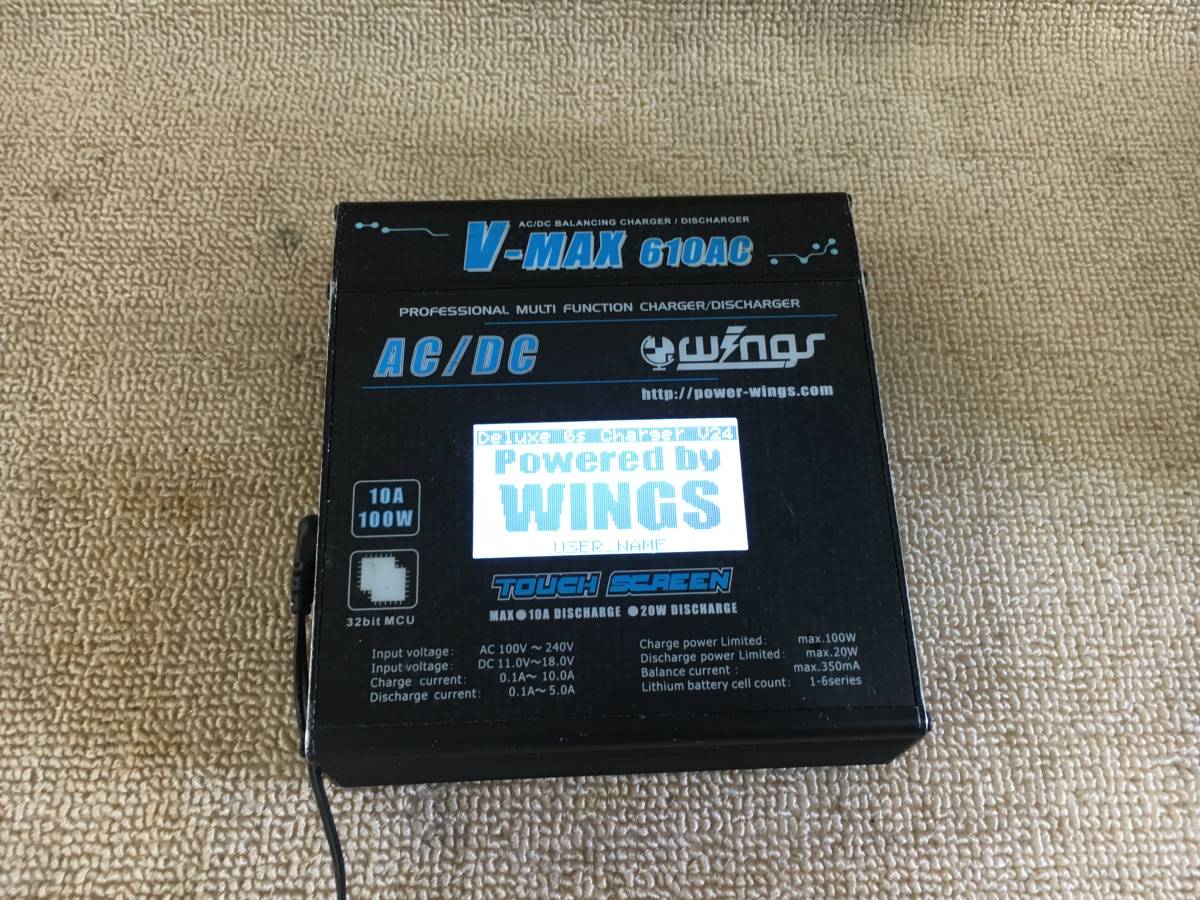 AC/DC BALANCING CHARGER / DISCHARGER
V-MAX 610AC
PROFESSIONAL MULTI FUNCTION CHARGER/DISCHARGER
AC/DC
wings
http://power-wings.com
Deluxe 6s Charger V24
Powered by
WINGS
USER NAME
10A
100W
32bit MCU
TOUCH SCREEN
MAX●10A DISCHARGE ●20W DISCHARGE
Input voltage: AC 100V ~ 240V
Input voltage: DC 11.0V~18.0V
Charge current: 0.1A~ 10.0A
Discharge current: 0.1A~ 5.0A
Charge power Limited: max.100W
Discharge power Limited: max.20W
Balance current : max.350mA
Lithium battery cell count: 1-6series